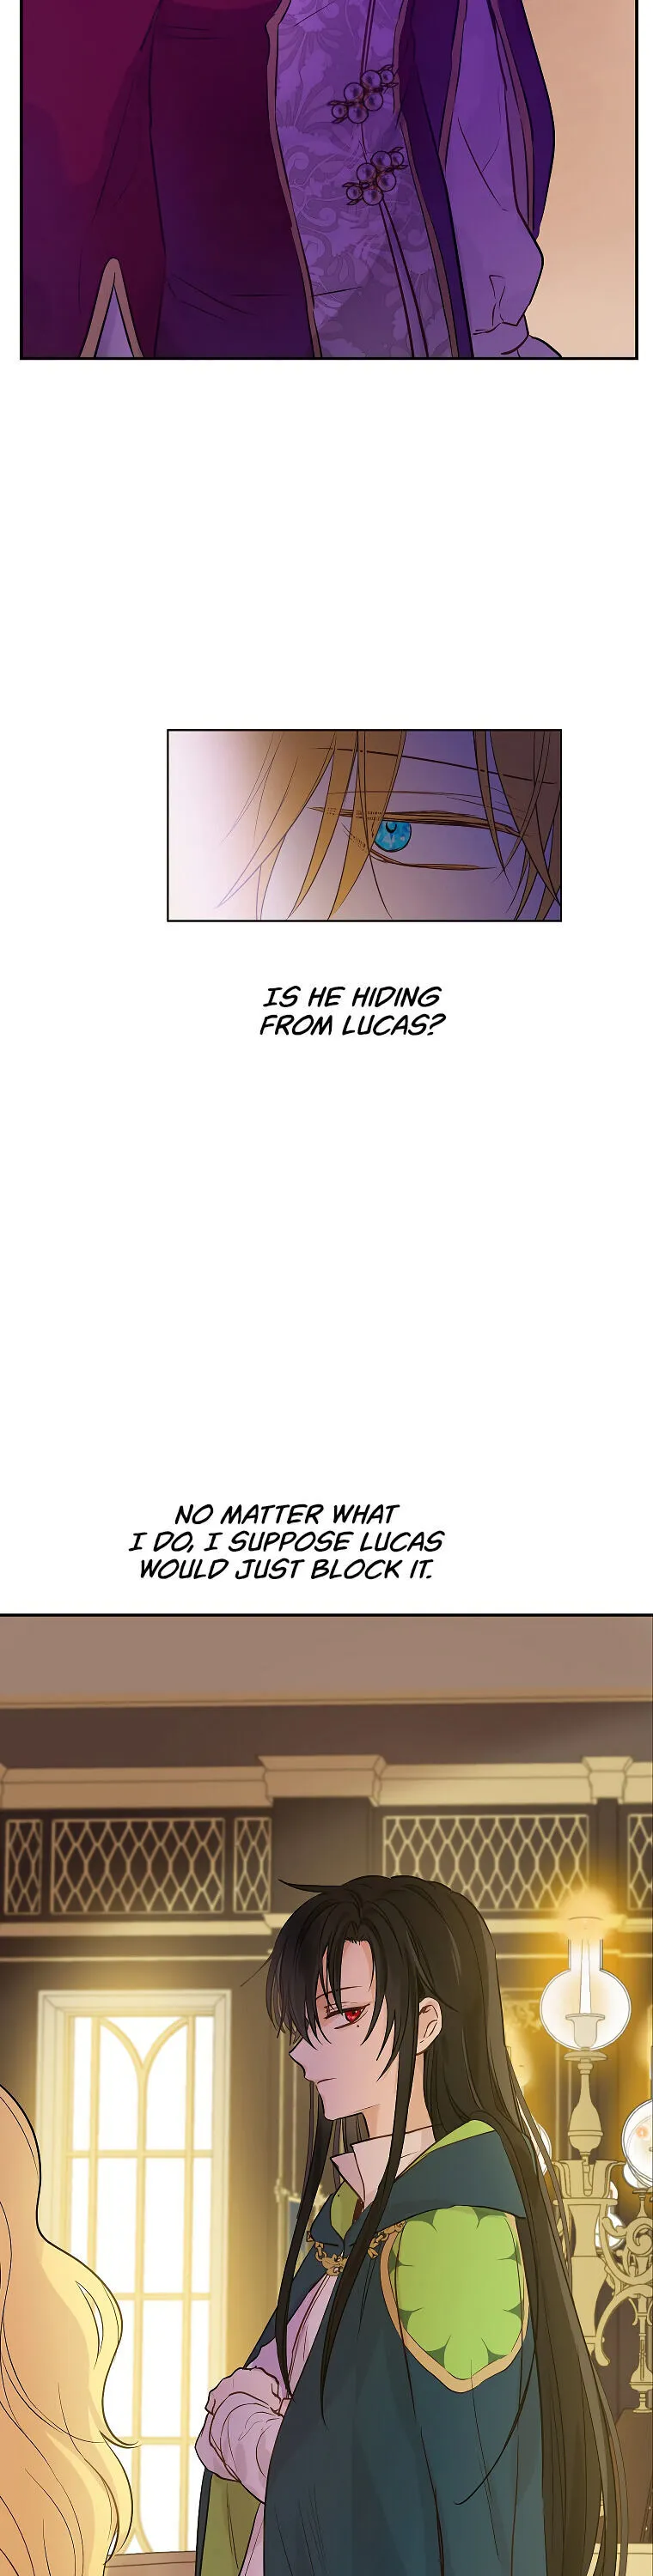 IS HE HIDING
FROM LUCAS?
NO MATTER WHAT
I DO, I SUPPOSE LUCAS
WOULD JUST BLOCK IT.